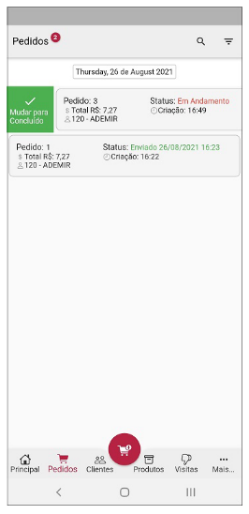 Pedidos 2
Thursday, 26 de August 2021
Mudar para
Concluído
Pedido: 3 Status: Em Andamento
$ Total R$: 7,27 Criação: 16:49
120 - ADEMIR
Pedido: 1 Status: Enviado 26/08/2021 16:23
$ Total R$: 7,27 Criação: 16:22
120 - ADEMIR
Principal Pedidos Clientes Produtos Visitas Mais...